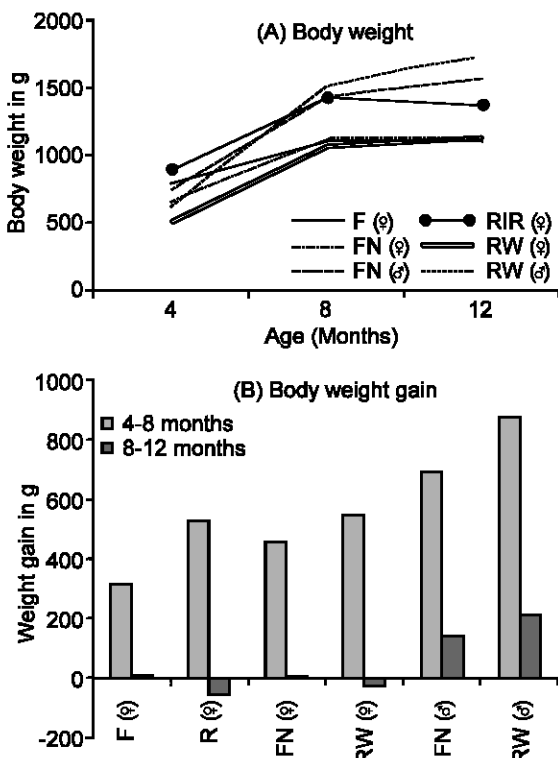 (A) Body weight
Body weight in g
2000
1500
1000
500
0
F (♀)
FN (♀)
FN (♂)
RIR (♀)
RW (♀)
RW (♂)
4 8 12
Age (Months)
(B) Body weight gain
4-8 months
8-12 months
Weight gain in g
1000
800
600
400
200
0
-200
F (♀)
R (♀)
FN (♀)
RW (♀)
FN (♂)
RW (♂)